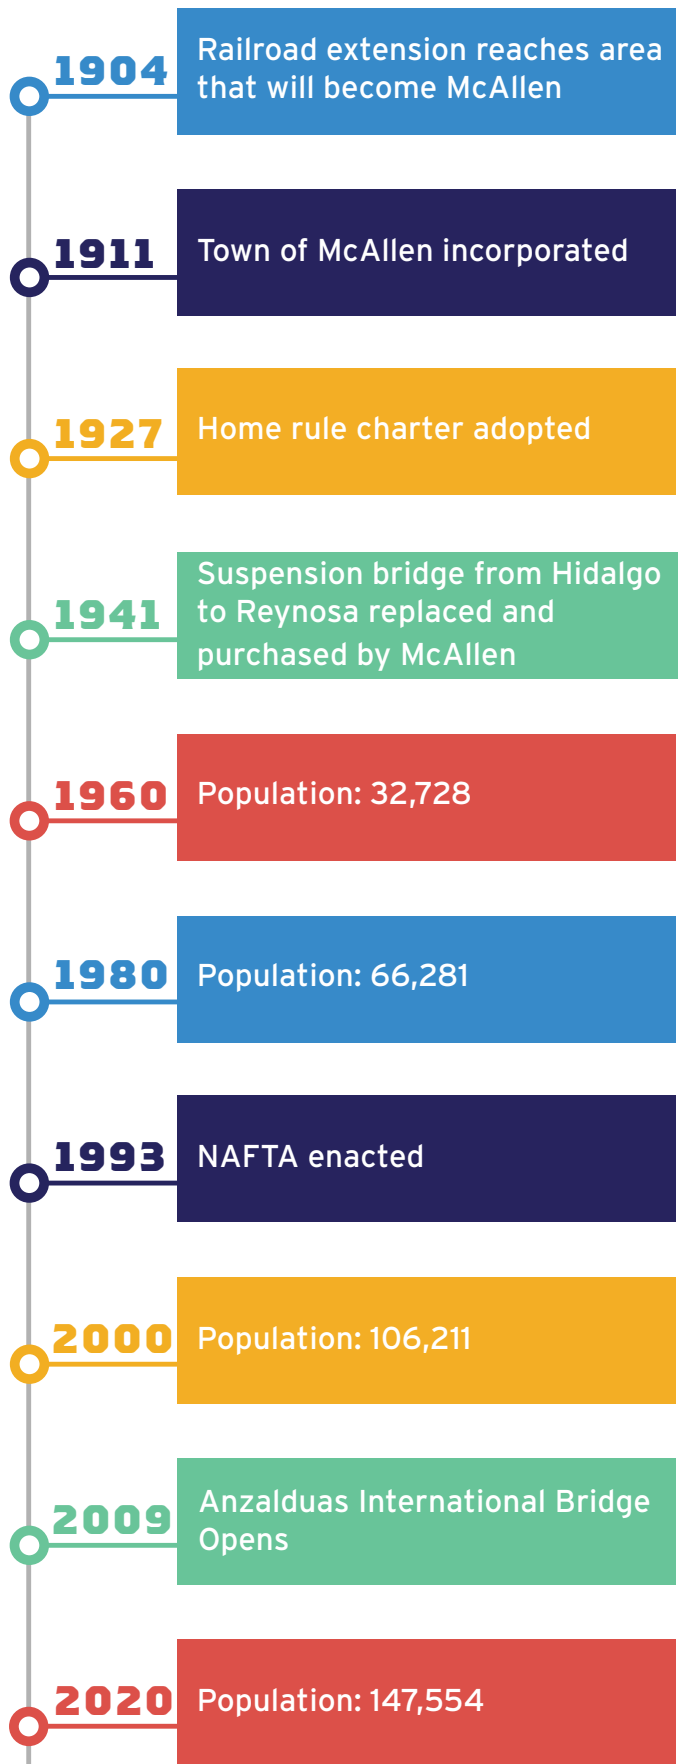 1904
Railroad extension reaches area
that will become McAllen
1911
Town of McAllen incorporated
1927
Home rule charter adopted
1941
Suspension bridge from Hidalgo
to Reynosa replaced and
purchased by McAllen
1960
Population: 32,728
1980
Population: 66,281
1993
NAFTA enacted
2000
Population: 106,211
2009
Anzalduas International Bridge
Opens
2020
Population: 147,554